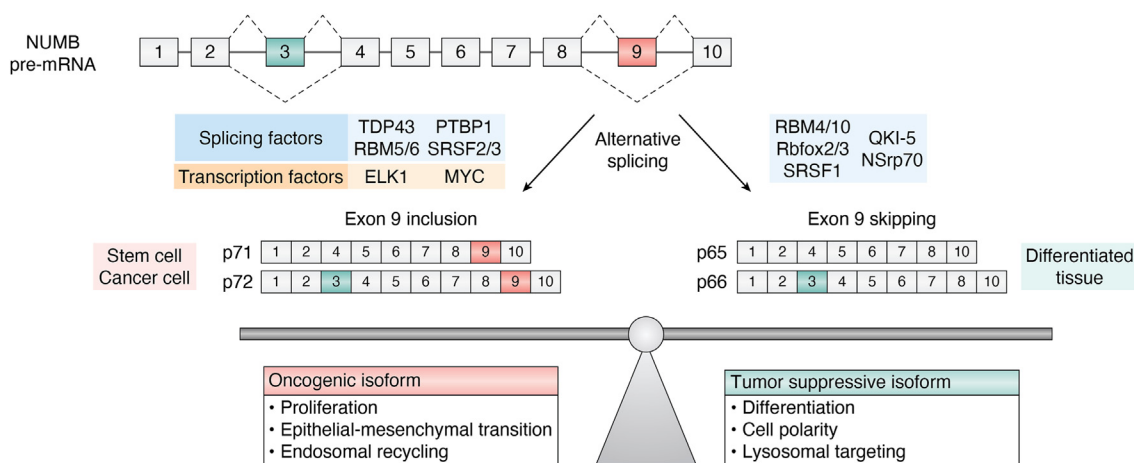 NUMB
pre-mRNA
1 2 3 4 5 6 7 8 9 10
Splicing factors
TDP43 PTBP1
RBM5/6 SRSF2/3
Transcription factors
ELK1 MYC
Alternative
splicing
RBM4/10
Rbfox2/3
SRSF1
QKI-5
NSrp70
Exon 9 inclusion
Stem cell
Cancer cell
p71 1 2 4 5 6 7 8 9 10
p72 1 2 3 4 5 6 7 8 9 10
Exon 9 skipping
p65 1 2 4 5 6 7 8 10
p66 1 2 3 4 5 6 7 8 10
Differentiated
tissue
Oncogenic isoform
• Proliferation
• Epithelial-mesenchymal transition
• Endosomal recycling
Tumor suppressive isoform
• Differentiation
• Cell polarity
• Lysosomal targeting